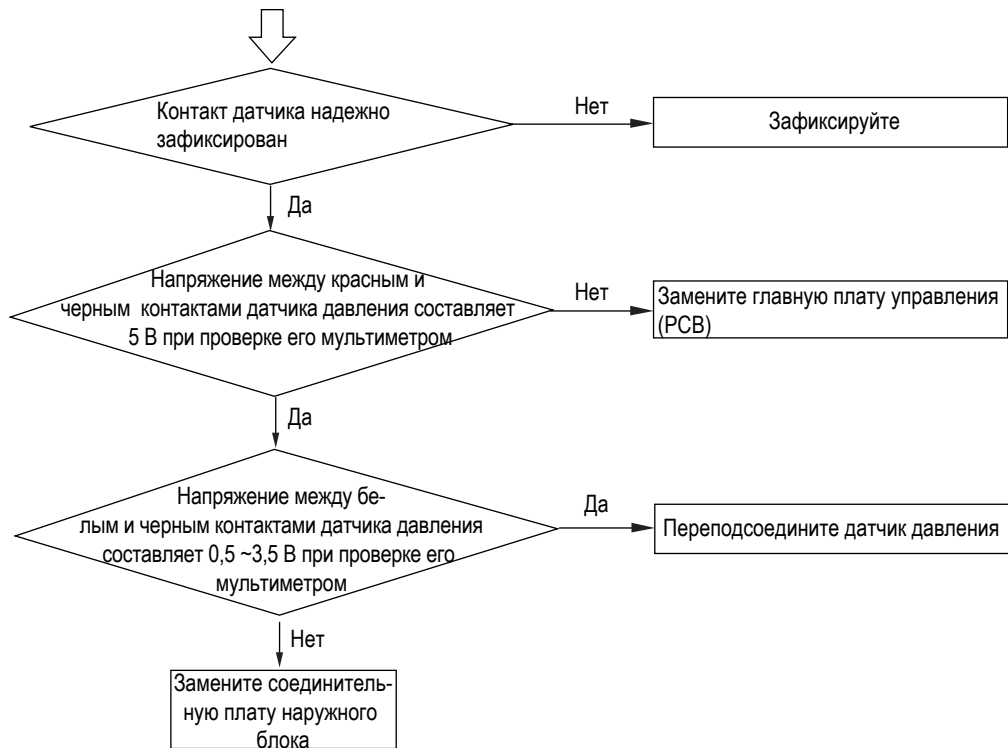 Контакт датчика надежно
зафиксирован
Нет
Зафиксируйте
Да
Напряжение между красным и
черным контактами датчика давления составляет
5 В при проверке его мультиметром
Нет
Замените главную плату управления
(PCB)
Да
Напряжение между бе-
лым и черным контактами датчика давления
составляет 0,5 ~3,5 В при проверке его
мультиметром
Да
Переподсоедините датчик давления
Нет
Замените соединитель-
ную плату наружного
блока